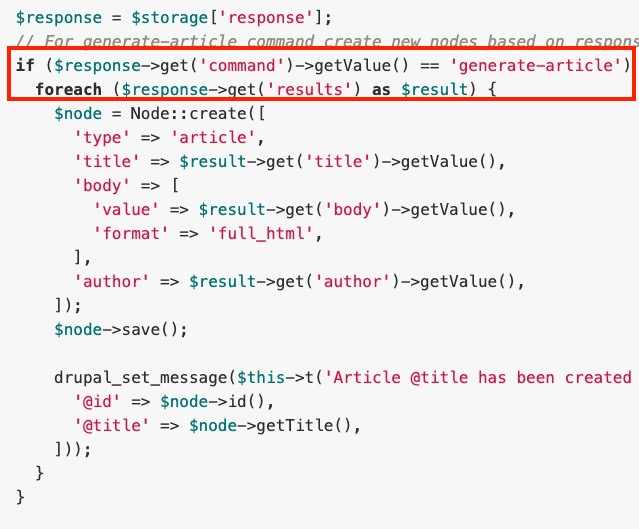 $response = $storage['response'];
// For generate-article command create new nodes based on respons
if ($response->get('command')->getValue() == 'generate-article')
foreach ($response->get('results') as $result) {
$node = Node::create([
'type' => 'article',
'title' => $result->get('title')->getValue(),
'body' => [
'value' => $result->get('body')->getValue(),
'format' => 'full_html',
],
'author' => $result->get('author')->getValue(),
]);
$node->save();
drupal_set_message($this->t('Article @title has been created
'@id' => $node->id(),
'@title' => $node->getTitle(),
]));
}
}